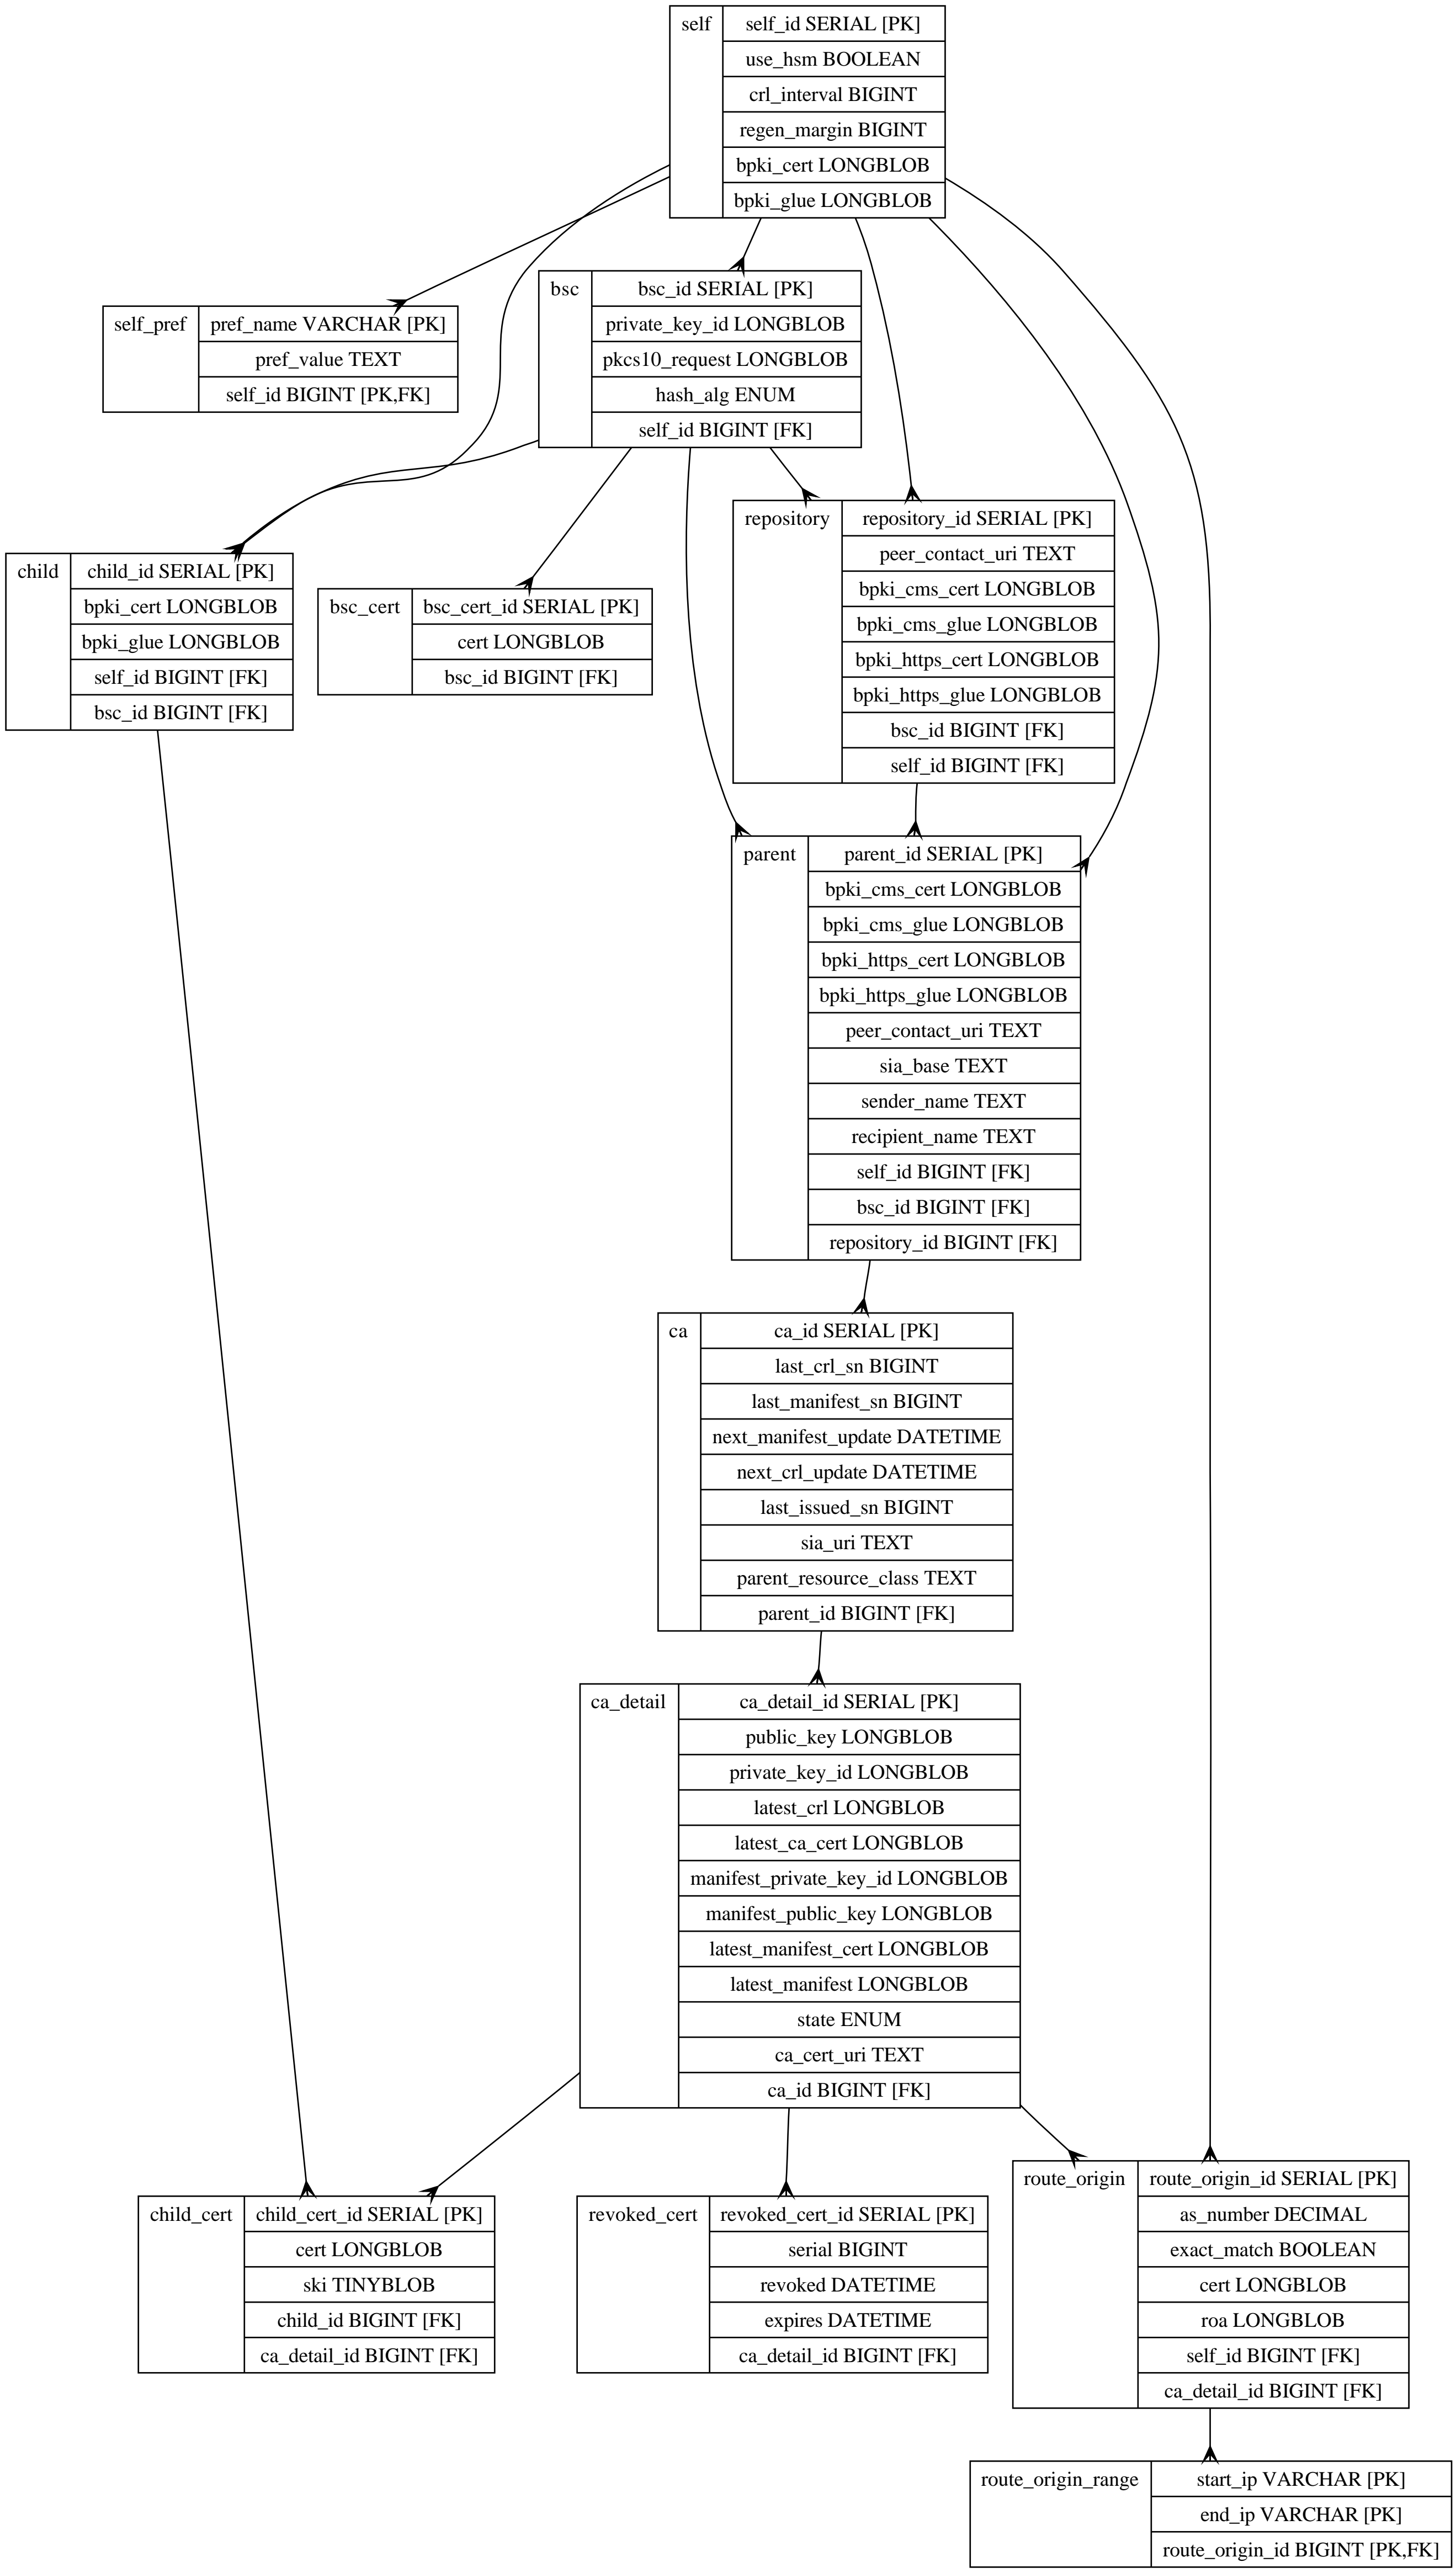 self
self_id SERIAL [PK]
use_hsm BOOLEAN
crl_interval BIGINT
regen_margin BIGINT
bpki_cert LONGBLOB
bpki_glue LONGBLOB
self_pref
pref_name VARCHAR [PK]
pref_value TEXT
self_id BIGINT [PK,FK]
bsc
bsc_id SERIAL [PK]
private_key_id LONGBLOB
pkcs10_request LONGBLOB
hash_alg ENUM
self_id BIGINT [FK]
child
child_id SERIAL [PK]
bpki_cert LONGBLOB
bpki_glue LONGBLOB
self_id BIGINT [FK]
bsc_id BIGINT [FK]
bsc_cert
bsc_cert_id SERIAL [PK]
cert LONGBLOB
bsc_id BIGINT [FK]
repository
repository_id SERIAL [PK]
peer_contact_uri TEXT
bpki_cms_cert LONGBLOB
bpki_cms_glue LONGBLOB
bpki_https_cert LONGBLOB
bpki_https_glue LONGBLOB
bsc_id BIGINT [FK]
self_id BIGINT [FK]
parent
parent_id SERIAL [PK]
bpki_cms_cert LONGBLOB
bpki_cms_glue LONGBLOB
bpki_https_cert LONGBLOB
bpki_https_glue LONGBLOB
peer_contact_uri TEXT
sia_base TEXT
sender_name TEXT
recipient_name TEXT
self_id BIGINT [FK]
bsc_id BIGINT [FK]
repository_id BIGINT [FK]
ca
ca_id SERIAL [PK]
last_crl_sn BIGINT
last_manifest_sn BIGINT
next_manifest_update DATETIME
next_crl_update DATETIME
last_issued_sn BIGINT
sia_uri TEXT
parent_resource_class TEXT
parent_id BIGINT [FK]
ca_detail
ca_detail_id SERIAL [PK]
public_key LONGBLOB
private_key_id LONGBLOB
latest_crl LONGBLOB
latest_ca_cert LONGBLOB
manifest_private_key_id LONGBLOB
manifest_public_key LONGBLOB
latest_manifest_cert LONGBLOB
latest_manifest LONGBLOB
state ENUM
ca_cert_uri TEXT
ca_id BIGINT [FK]
child_cert
child_cert_id SERIAL [PK]
cert LONGBLOB
ski TINYBLOB
child_id BIGINT [FK]
ca_detail_id BIGINT [FK]
revoked_cert
revoked_cert_id SERIAL [PK]
serial BIGINT
revoked DATETIME
expires DATETIME
ca_detail_id BIGINT [FK]
route_origin
route_origin_id SERIAL [PK]
as_number DECIMAL
exact_match BOOLEAN
cert LONGBLOB
roa LONGBLOB
self_id BIGINT [FK]
ca_detail_id BIGINT [FK]
route_origin_range
start_ip VARCHAR [PK]
end_ip VARCHAR [PK]
route_origin_id BIGINT [PK,FK]